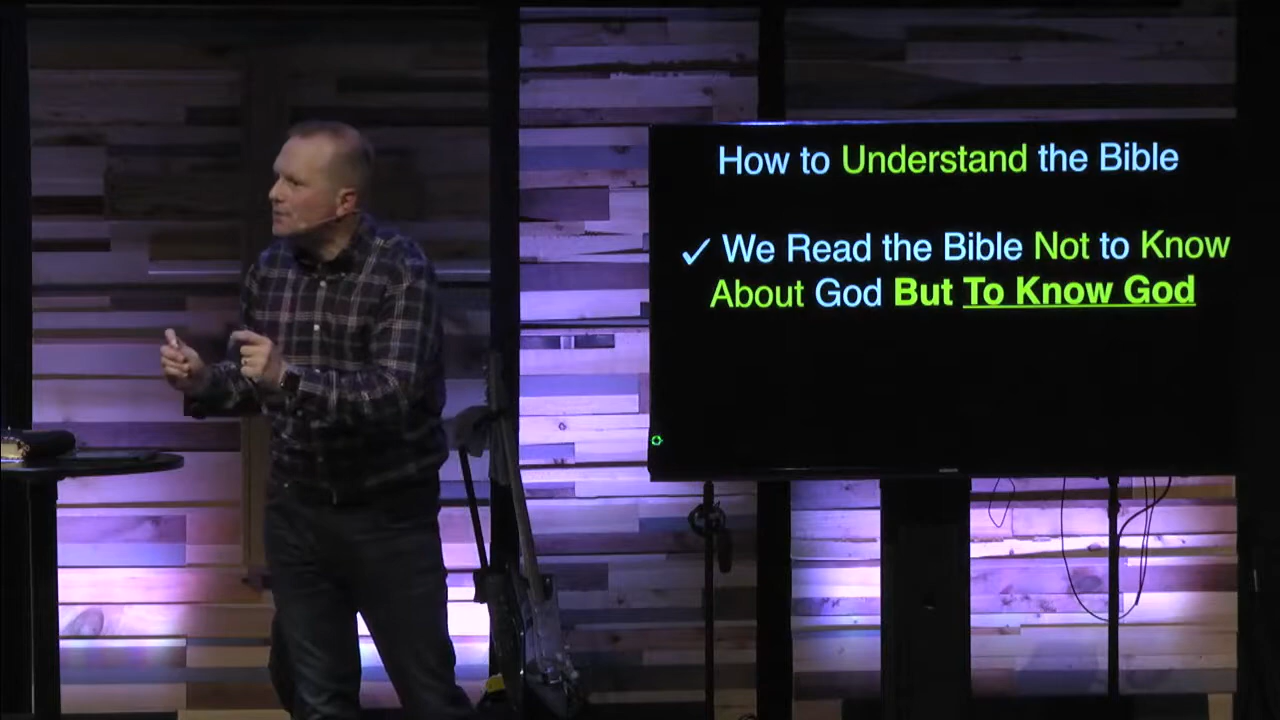 How to Understand the Bible
✓ We Read the Bible Not to Know
About God But To Know God